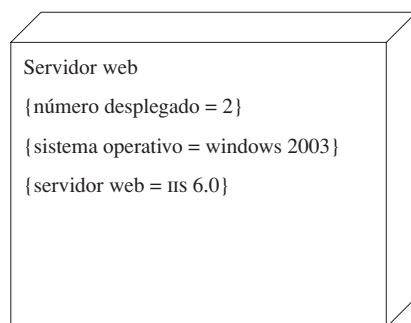 Servidor web
{número desplegado = 2}
{sistema operativo = windows 2003}
{servidor web = IIS 6.0}